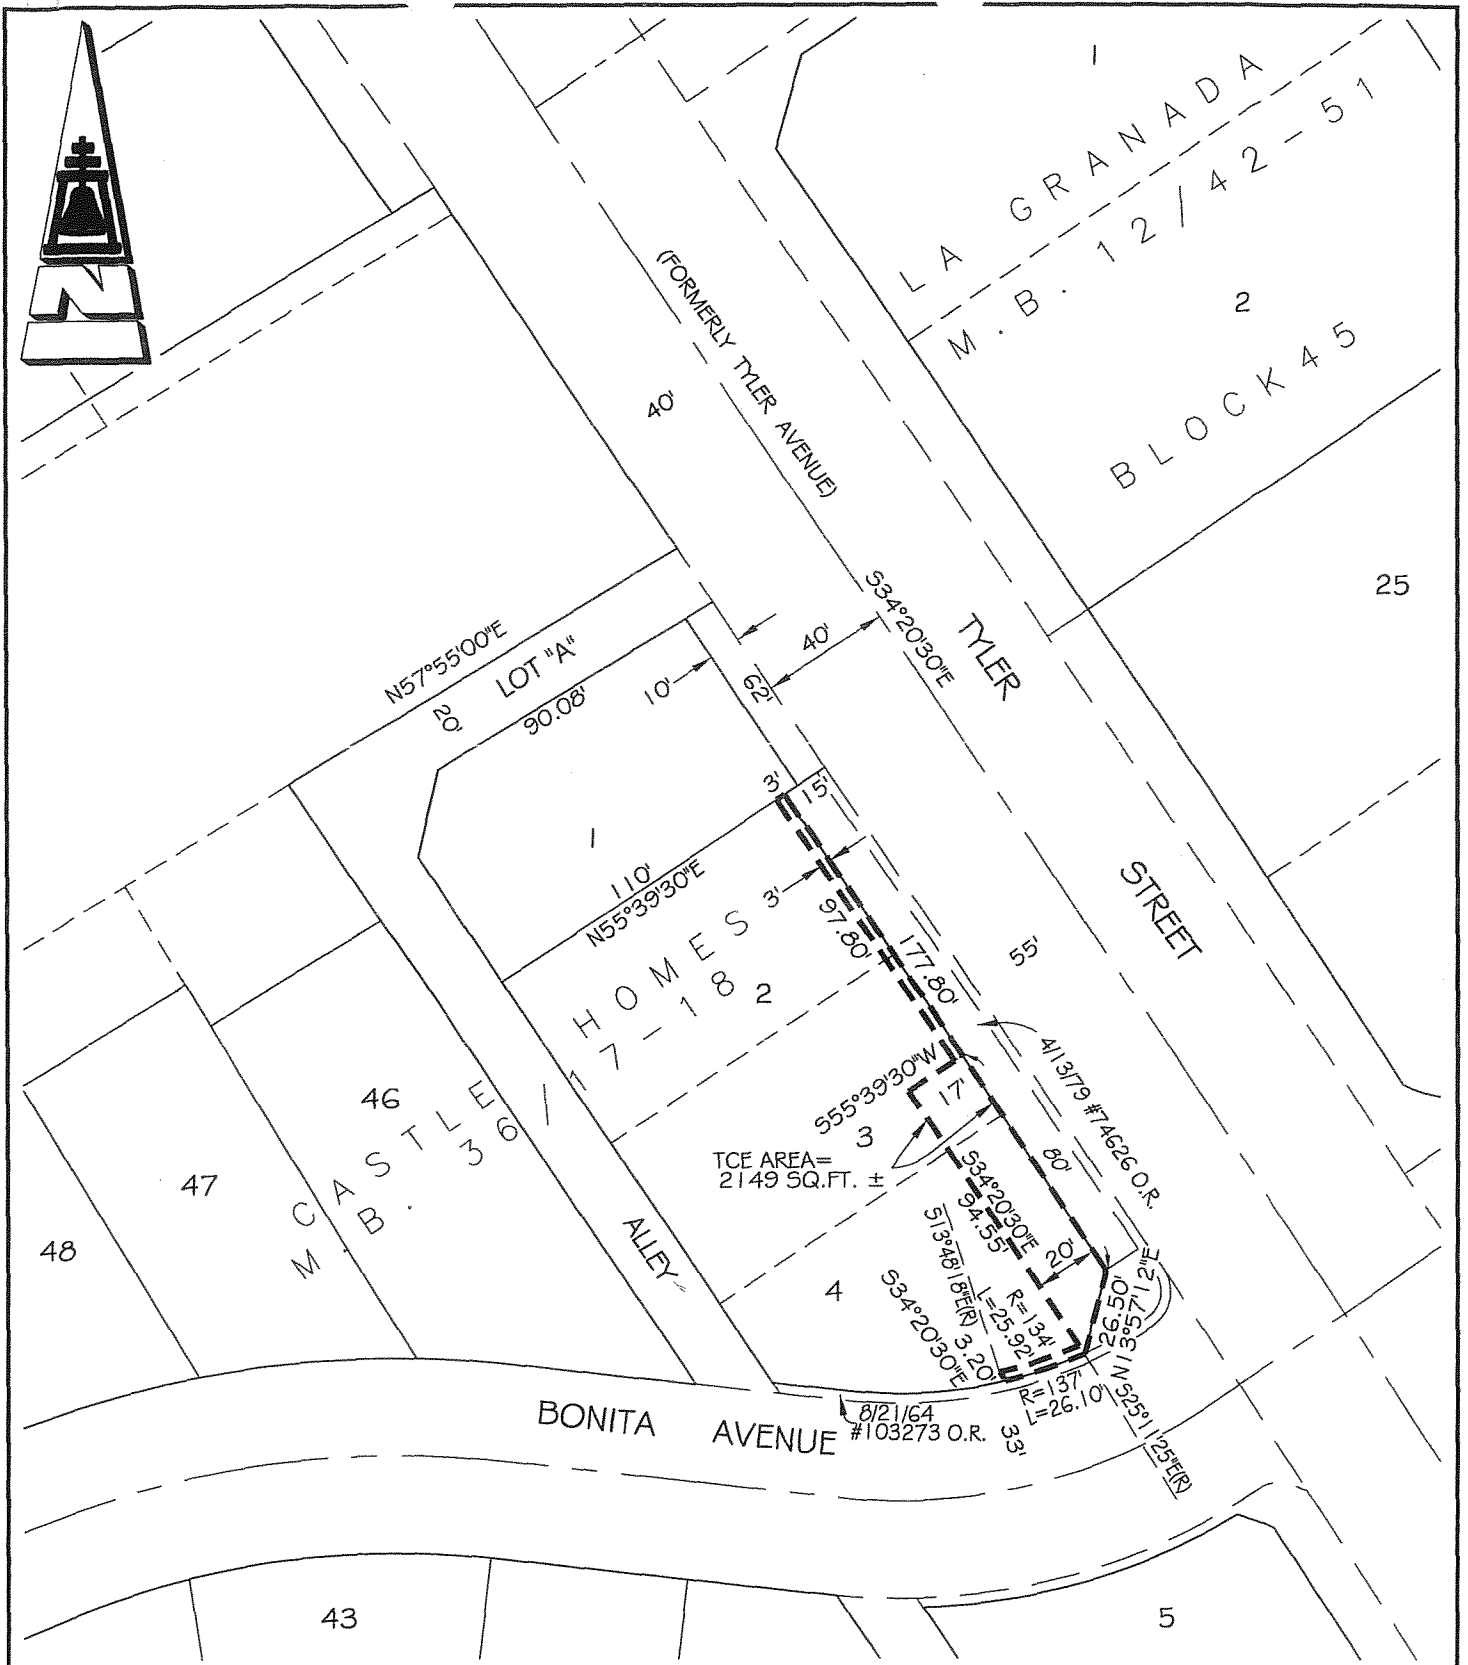 N
1
LA GRANADA
M.B. 12/42-51
2
BLOCK 45
(FORMERLY TYLER AVENUE)
40'
25
S34°20'30"E
TYLER
STREET
N57°55'00"E
LOT "A"
20'
90.08'
10'
40'
62'
3'
15'
1
110'
N55°39'30"E
3'
97.80'
177.80'
55'
HOMES
17-18
2
4/13/79 #74626 O.R.
S55°39'30"W
17'
3
46
CASTLE
M.B. 36/
47
48
TCE AREA=
2149 SQ.FT. ±
80'
S34°20'30"E
94.55'
20'
ALLEY
4
S13°48'18"E(R)
S34°20'30"E
3.20'
R=134'
L=25.92'
26.50'
N13°57'12"E
R=137'
L=26.10'
S25°11'25"E(R)
BONITA AVENUE
8/21/64
#103273 O.R.
33'
43
5